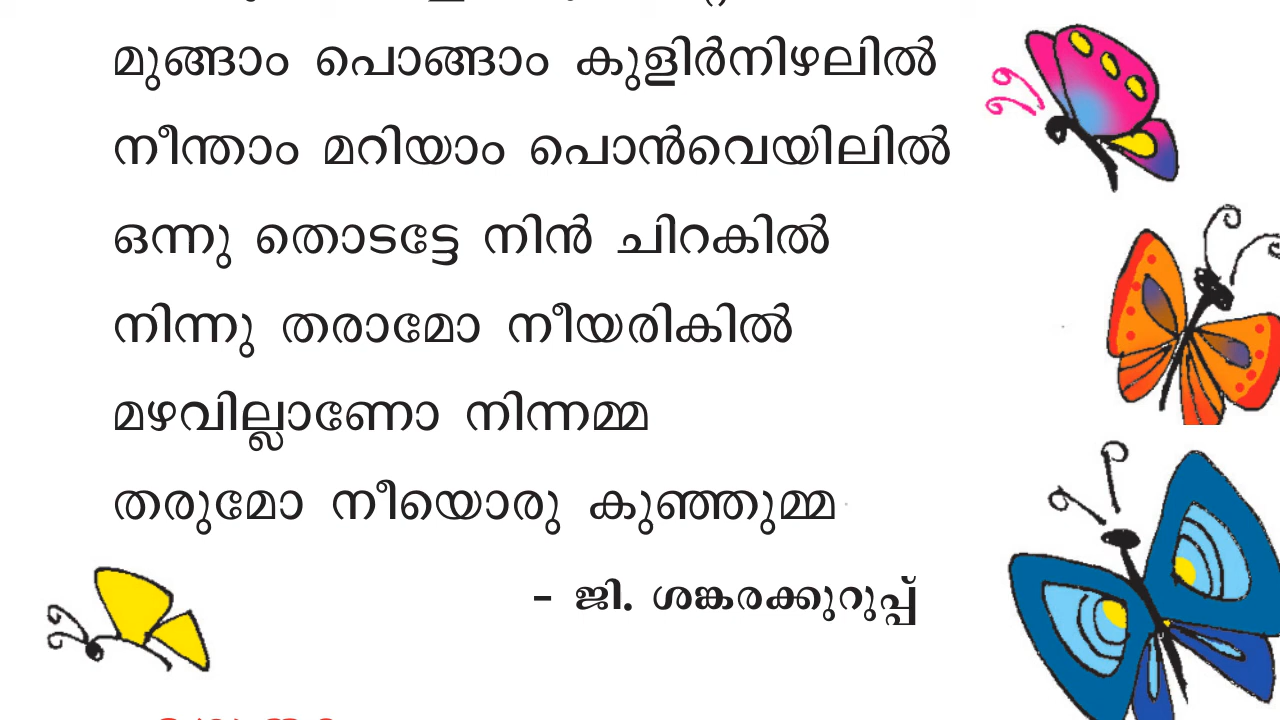 മുങ്ങാം പൊങ്ങാം കുളിർനിഴലിൽ
നീന്താം മറിയാം പൊൻവെയിലിൽ
ഒന്നു തൊടട്ടേ നിൻ ചിറകിൽ
നിന്നു തരാമോ നീയരികിൽ
മഴവില്ലാണോ നിന്നമ്മ
തരുമോ നീയൊരു കുഞ്ഞുമ്മ
- ജി. ശങ്കരക്കുറുപ്പ്